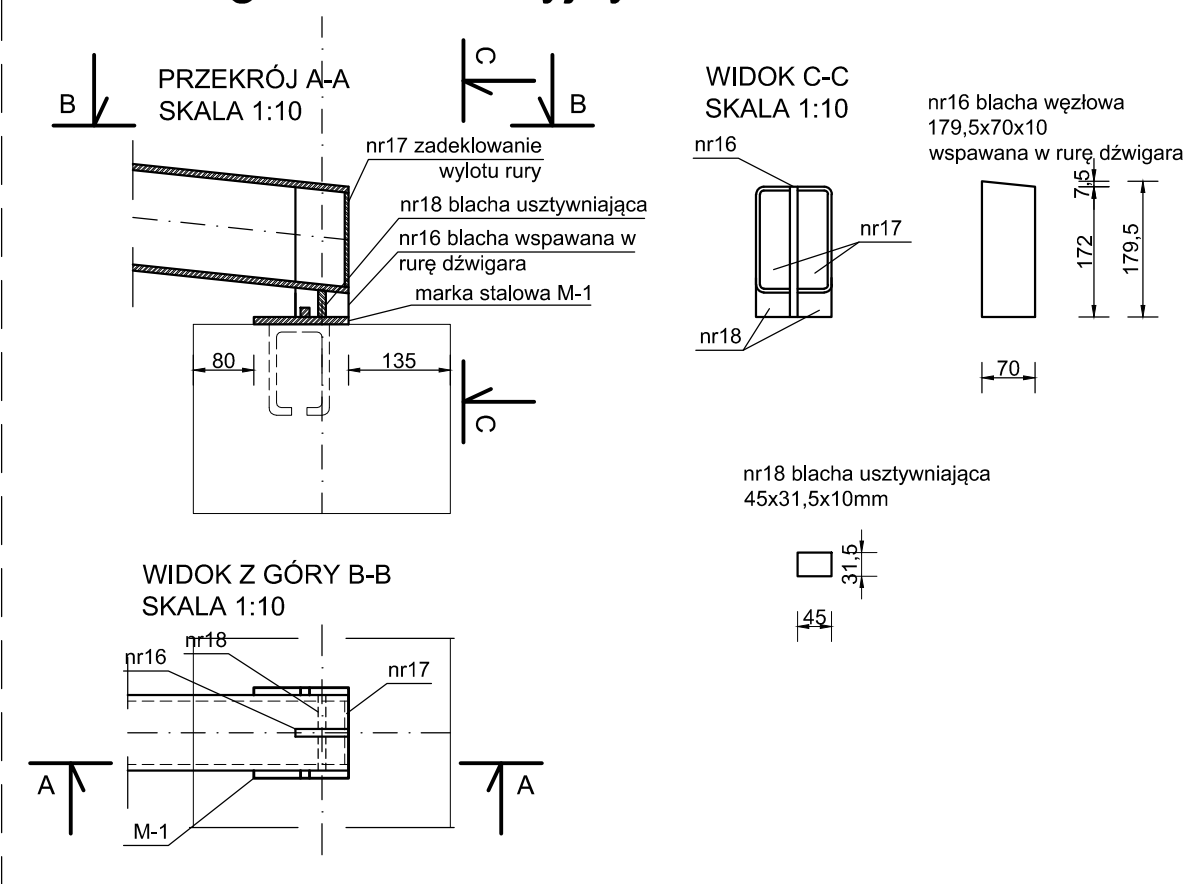 C
PRZEKRÓJ A-A
SKALA 1:10
B
B
nr17 zadeklowanie
wylotu rury
nr18 blacha usztywniająca
nr16 blacha wspawana w
rurę dźwigara
marka stalowa M-1
80
135
C
WIDOK C-C
SKALA 1:10
nr16
nr17
nr18
nr16 blacha węzłowa
179,5x70x10
wspawana w rurę dźwigara
7,5
172
179,5
70
nr18 blacha usztywniająca
45x31,5x10mm
31,5
45
WIDOK Z GÓRY B-B
SKALA 1:10
nr18
nr16
nr17
A
A
M-1